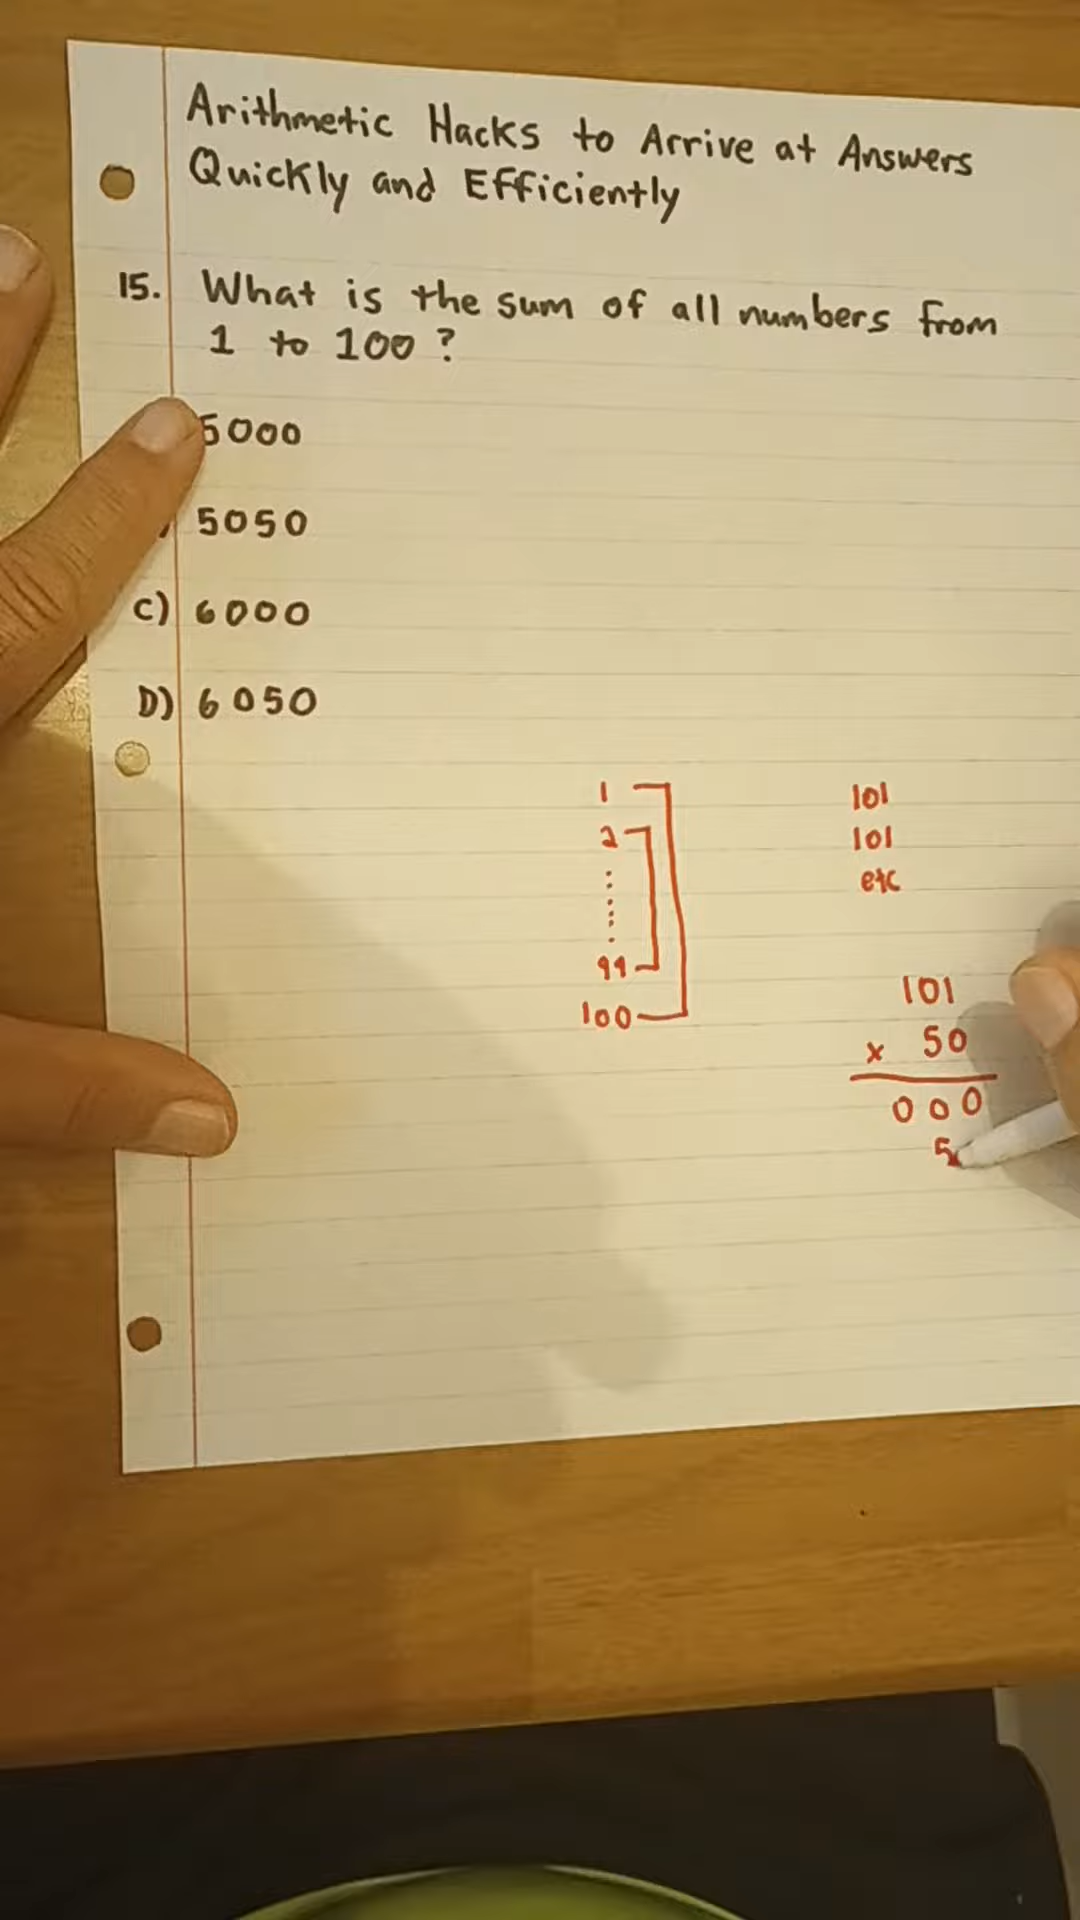 Arithmetic Hacks to Arrive at Answers
Quickly and Efficiently
15. What is the sum of all numbers from
1 to 100 ?
5000
) 5050
C) 6000
D) 6050
1
2
......
99
100
101
101
etc
101
x 50
000
5